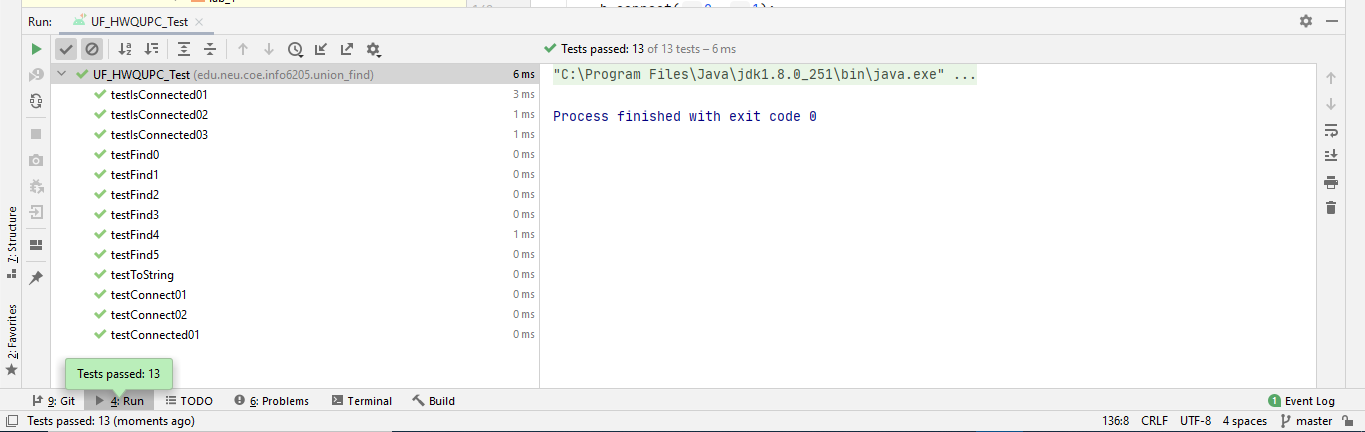 lab_1
Run: UF_HWQUPC_Test
Tests passed: 13 of 13 tests – 6 ms
UF_HWQUPC_Test (edu.neu.coe.info6205.union_find) 6 ms
"C:\Program Files\Java\jdk1.8.0_251\bin\java.exe" ...
testIsConnected01 3 ms
testIsConnected02 1 ms
Process finished with exit code 0
testIsConnected03 1 ms
testFind0 0 ms
testFind1 0 ms
testFind2 0 ms
testFind3 0 ms
testFind4 1 ms
testFind5 0 ms
testToString 0 ms
testConnect01 0 ms
testConnect02 0 ms
testConnected01 0 ms
7: Structure
2: Favorites
Tests passed: 13
9: Git 4: Run TODO 6: Problems Terminal Build 1 Event Log
Tests passed: 13 (moments ago) 136:8 CRLF UTF-8 4 spaces master